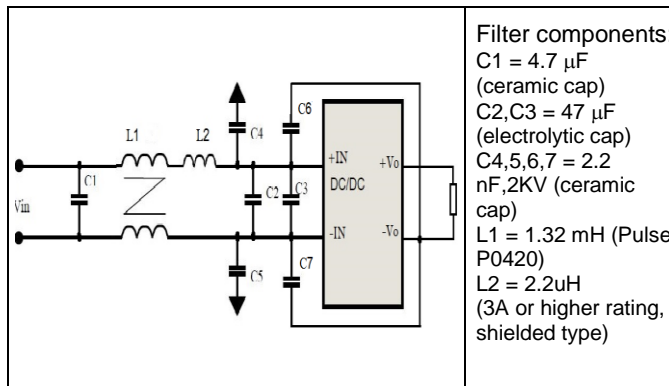 L1
L2
C4
C6
C1
C2
C3
C5
C7
Vin
+IN
DC/DC
-IN
+Vo
-Vo
Filter components:
C1 = 4.7 μF
(ceramic cap)
C2,C3 = 47 μF
(electrolytic cap)
C4,5,6,7 = 2.2
nF,2KV (ceramic
cap)
L1 = 1.32 mH (Pulse
P0420)
L2 = 2.2uH
(3A or higher rating,
shielded type)